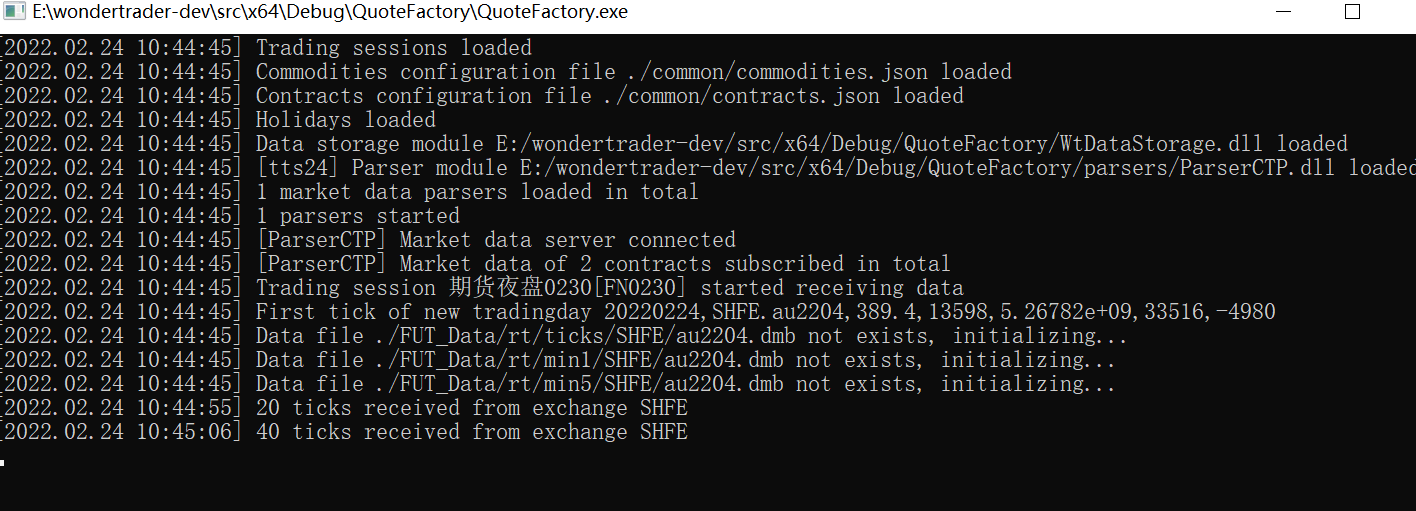 E:\wondertrader-dev\src\x64\Debug\QuoteFactory\QuoteFactory.exe
[2022.02.24 10:44:45] Trading sessions loaded
[2022.02.24 10:44:45] Commodities configuration file ./common/commodities.json loaded
[2022.02.24 10:44:45] Contracts configuration file ./common/contracts.json loaded
[2022.02.24 10:44:45] Holidays loaded
[2022.02.24 10:44:45] Data storage module E:/wondertrader-dev/src/x64/Debug/QuoteFactory/WtDataStorage.dll loaded
[2022.02.24 10:44:45] [tts24] Parser module E:/wondertrader-dev/src/x64/Debug/QuoteFactory/parsers/ParserCTP.dll loaded
[2022.02.24 10:44:45] 1 market data parsers loaded in total
[2022.02.24 10:44:45] 1 parsers started
[2022.02.24 10:44:45] [ParserCTP] Market data server connected
[2022.02.24 10:44:45] [ParserCTP] Market data of 2 contracts subscribed in total
[2022.02.24 10:44:45] Trading session 期货夜盘0230[FN0230] started receiving data
[2022.02.24 10:44:45] First tick of new tradingday 20220224,SHFE.au2204,389.4,13598,5.26782e+09,33516,-4980
[2022.02.24 10:44:45] Data file ./FUT_Data/rt/ticks/SHFE/au2204.dmb not exists, initializing...
[2022.02.24 10:44:45] Data file ./FUT_Data/rt/min1/SHFE/au2204.dmb not exists, initializing...
[2022.02.24 10:44:45] Data file ./FUT_Data/rt/min5/SHFE/au2204.dmb not exists, initializing...
[2022.02.24 10:44:55] 20 ticks received from exchange SHFE
[2022.02.24 10:45:06] 40 ticks received from exchange SHFE